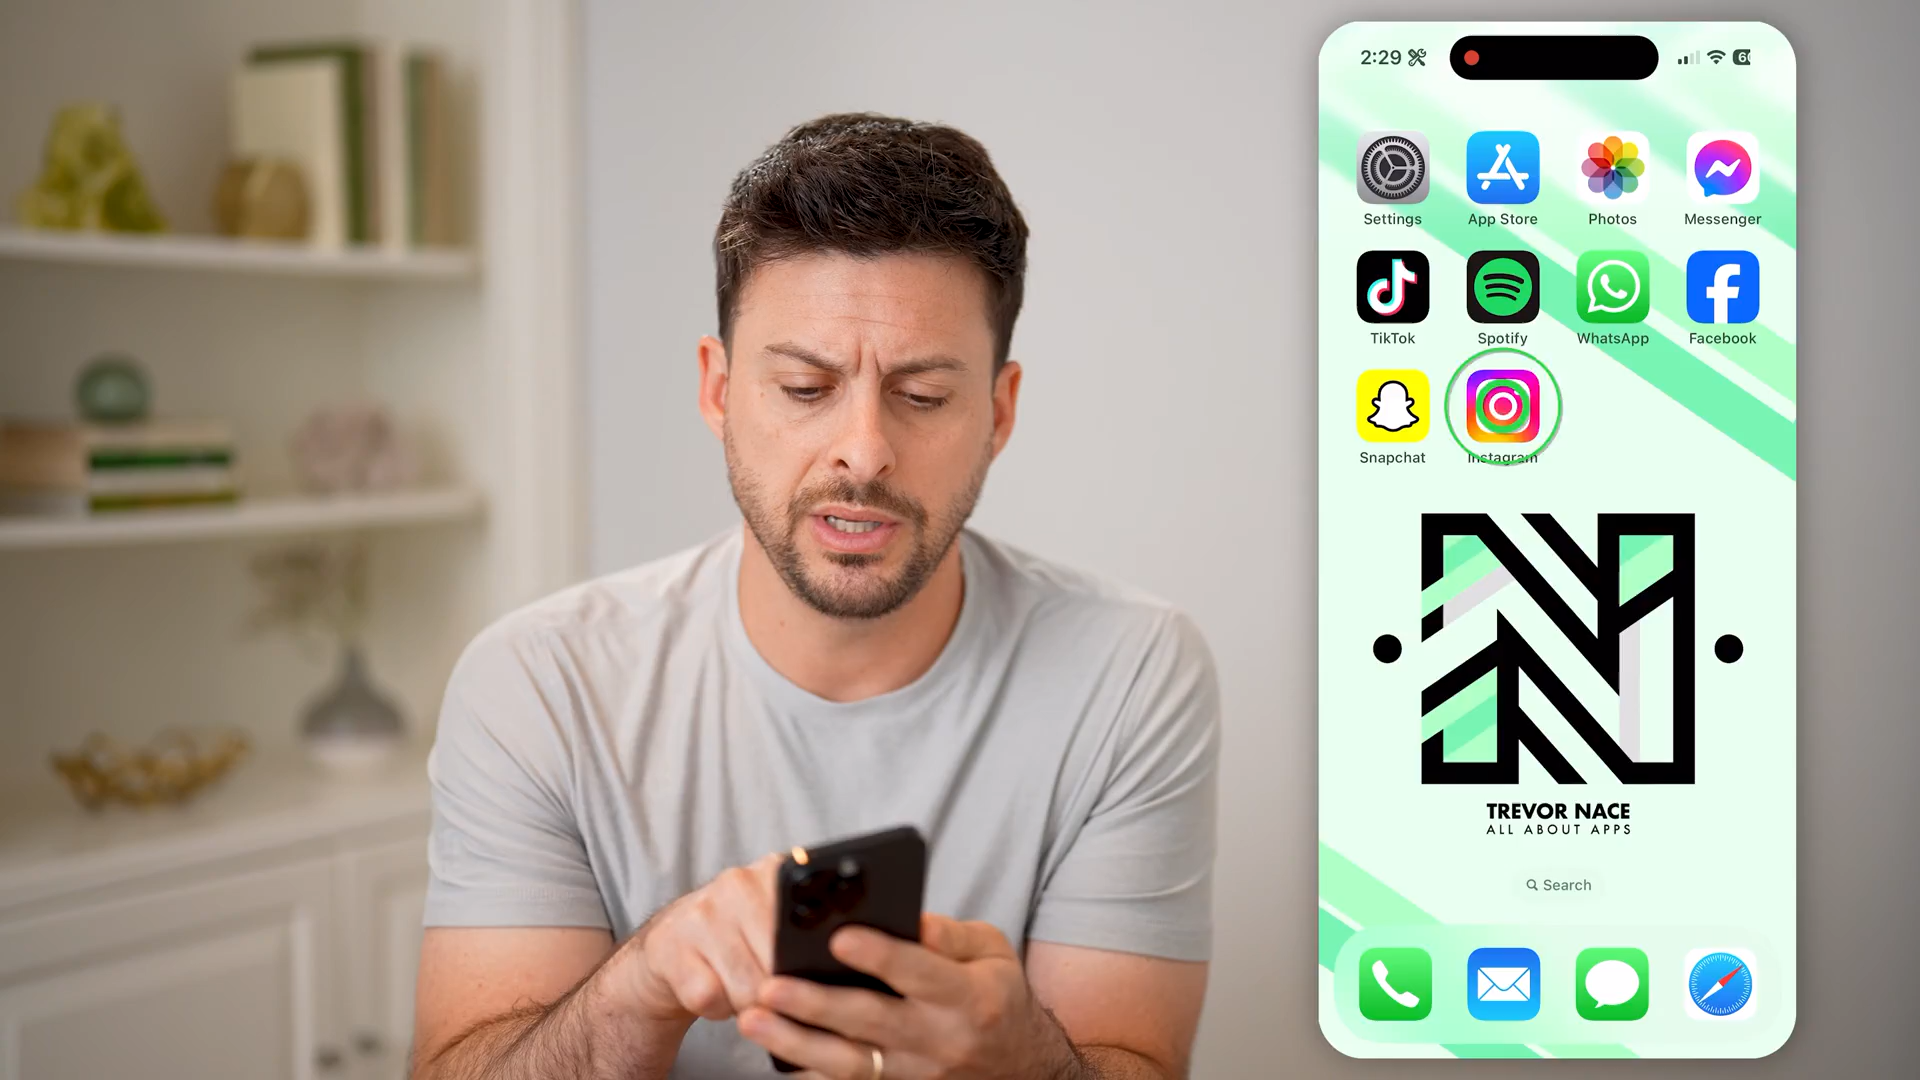 2:29
Settings
App Store
Photos
Messenger
TikTok
Spotify
WhatsApp
Facebook
Snapchat
Instagram
TREVOR NACE
ALL ABOUT APPS
Search